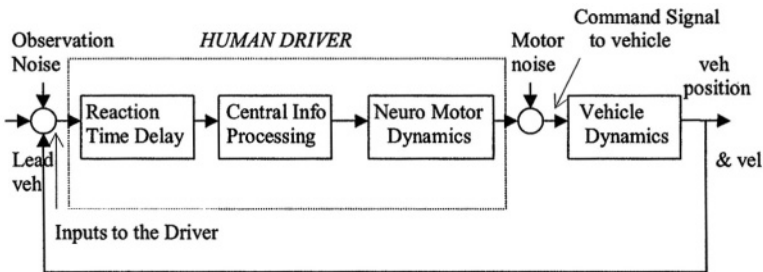 Observation
Noise
HUMAN DRIVER
Motor
noise
Command Signal
to vehicle
veh
position
Reaction
Time Delay
Central Info
Processing
Neuro Motor
Dynamics
Vehicle
Dynamics
Lead
veh
& vel
Inputs to the Driver